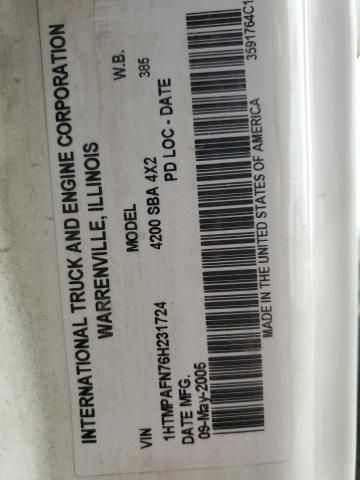 INTERNATIONAL TRUCK AND ENGINE CORPORATION
WARRENVILLE, ILLINOIS
VIN MODEL W.B.
1HTMPAFN76H231724 4200 SBA 4X2 385
DATE MFG. PD LOC - DATE
09-May-2005
MADE IN THE UNITED STATES OF AMERICA
3591764C1